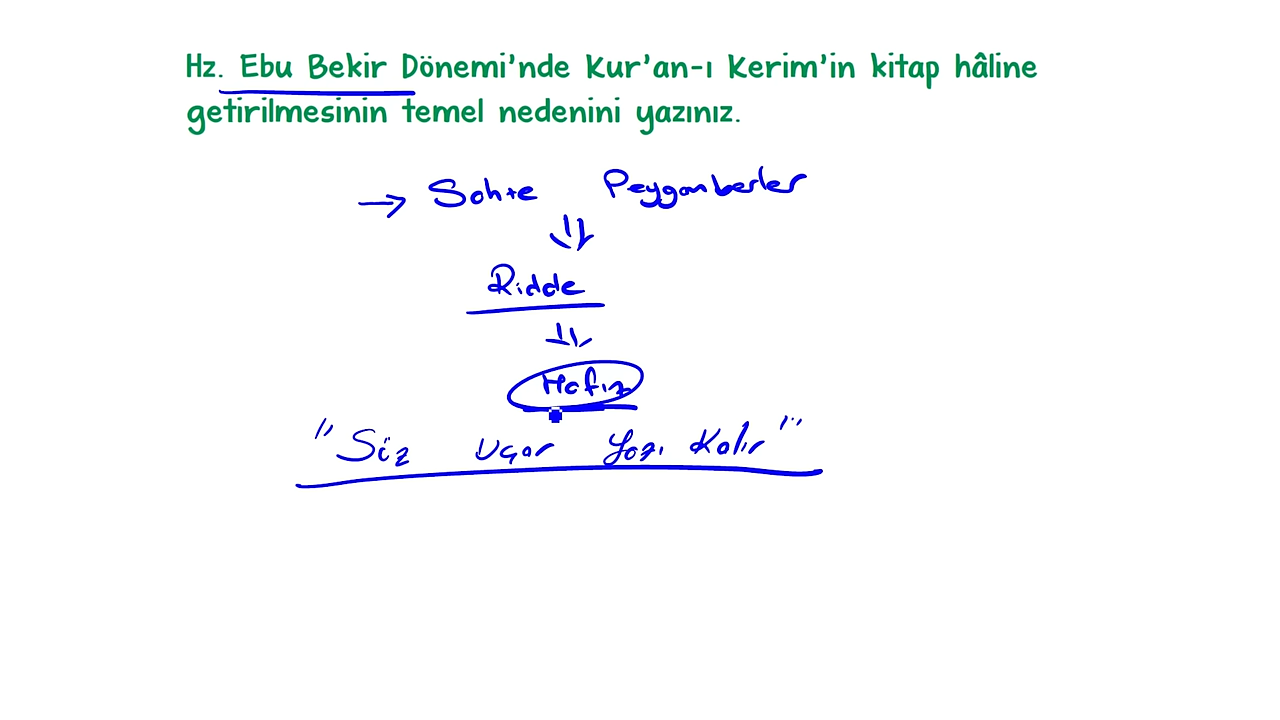 Hz. Ebu Bekir Dönemi'nde Kur'an-ı Kerim'in kitap hâline
getirilmesinin temel nedenini yazınız.
→ Sahte Peygamberler
Ridde
Hafız
"Söz Uçar Yazı Kalır"